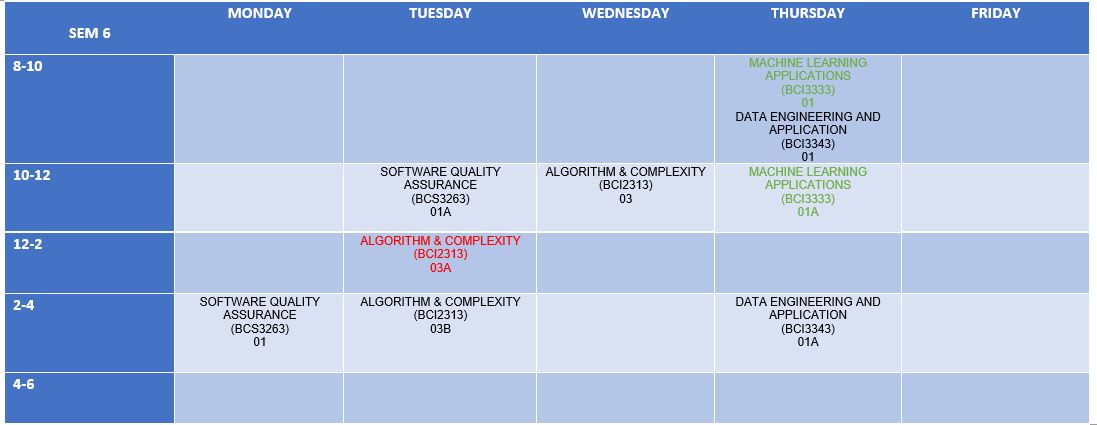 SEM 6
MONDAY
TUESDAY
WEDNESDAY
THURSDAY
FRIDAY
8-10
MACHINE LEARNING
APPLICATIONS
(BCI3333)
01
DATA ENGINEERING AND
APPLICATION
(BCI3343)
01
10-12
SOFTWARE QUALITY
ASSURANCE
(BCS3263)
01A
ALGORITHM & COMPLEXITY
(BCI2313)
03
MACHINE LEARNING
APPLICATIONS
(BCI3333)
01A
12-2
ALGORITHM & COMPLEXITY
(BCI2313)
03A
2-4
SOFTWARE QUALITY
ASSURANCE
(BCS3263)
01
ALGORITHM & COMPLEXITY
(BCI2313)
03B
DATA ENGINEERING AND
APPLICATION
(BCI3343)
01A
4-6